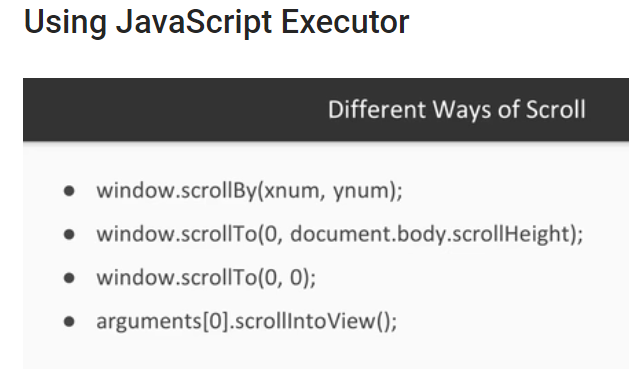 Using JavaScript Executor
Different Ways of Scroll
● window.scrollBy(xnum, ynum);
● window.scrollTo(0, document.body.scrollHeight);
● window.scrollTo(0, 0);
● arguments[0].scrollIntoView();